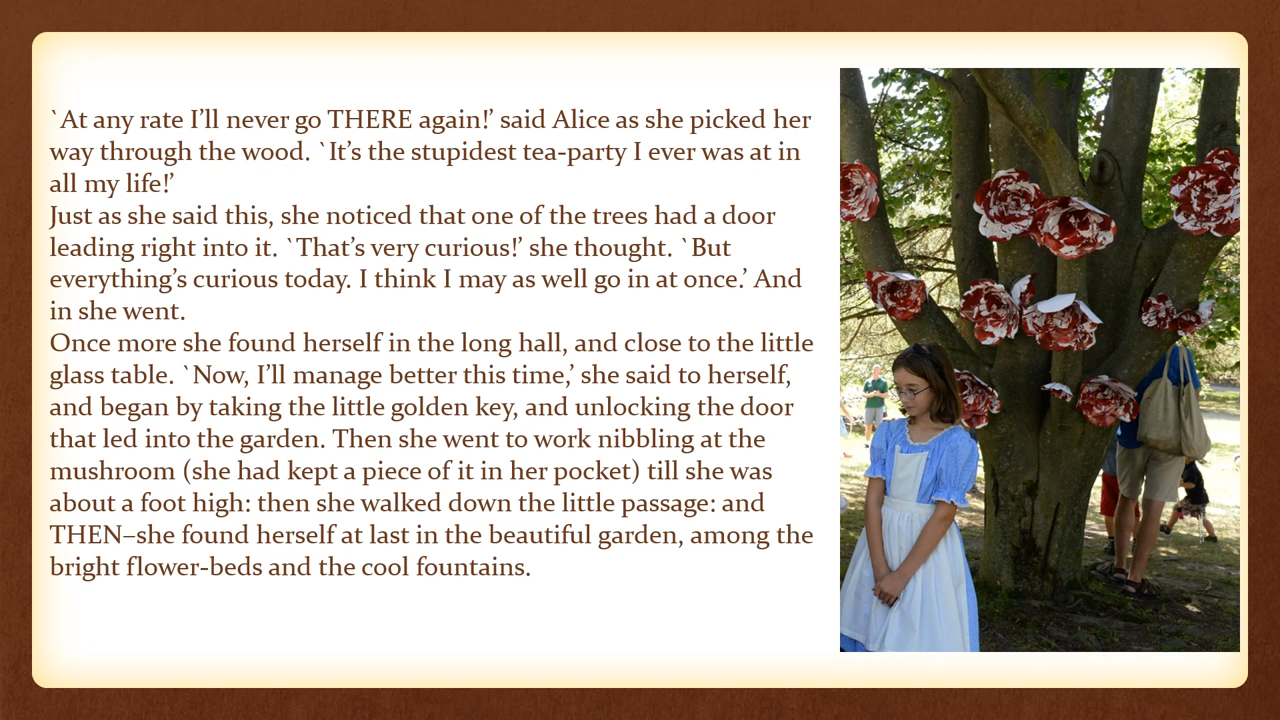 `At any rate I’ll never go THERE again!’ said Alice as she picked her
way through the wood. `It’s the stupidest tea-party I ever was at in
all my life!’
Just as she said this, she noticed that one of the trees had a door
leading right into it. `That’s very curious!’ she thought. `But
everything’s curious today. I think I may as well go in at once.’ And
in she went.
Once more she found herself in the long hall, and close to the little
glass table. `Now, I’ll manage better this time,’ she said to herself,
and began by taking the little golden key, and unlocking the door
that led into the garden. Then she went to work nibbling at the
mushroom (she had kept a piece of it in her pocket) till she was
about a foot high: then she walked down the little passage: and
THEN–she found herself at last in the beautiful garden, among the
bright flower-beds and the cool fountains.